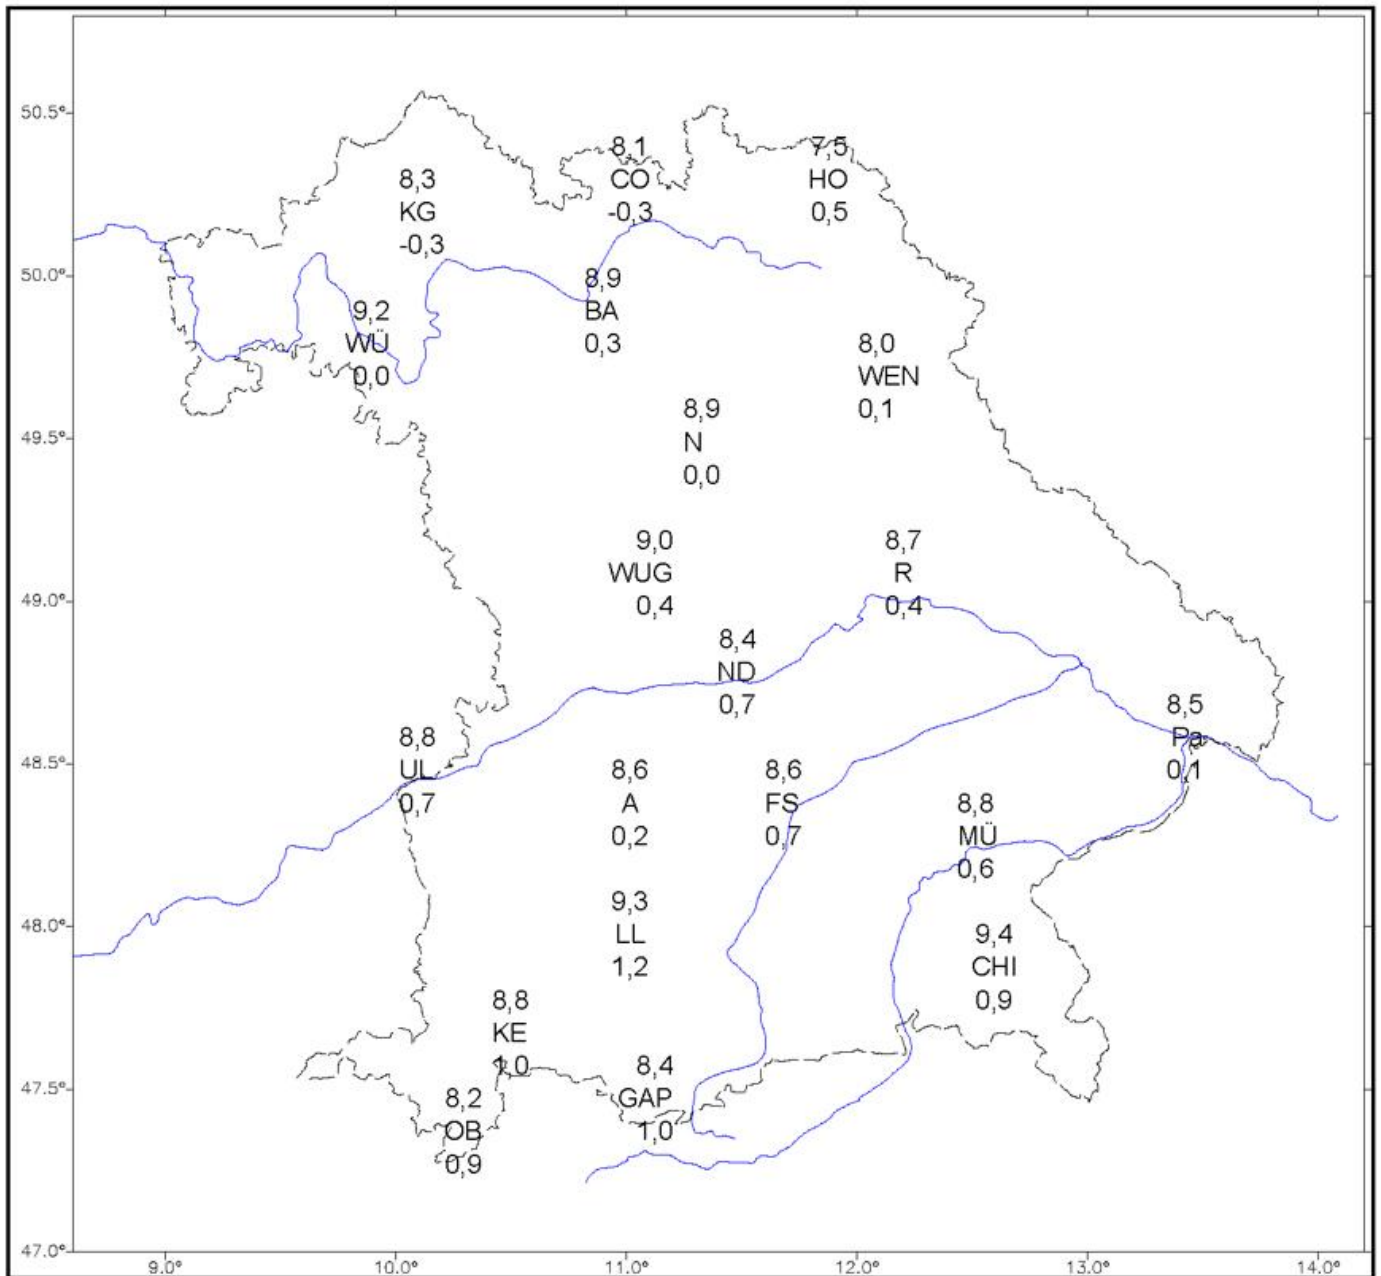 50.5°
8,1
CO
-0,3
7,5
HO
0,5
8,3
KG
-0,3
50.0°
8,9
BA
0,3
9,2
WÜ
0,0
8,0
WEN
0,1
49.5°
8,9
N
0,0
9,0
WUG
0,4
8,7
R
0,4
49.0°
8,4
ND
0,7
8,5
Pa
0,1
8,8
UL
0,7
48.5°
8,6
A
0,2
8,6
FS
0,7
8,8
MÜ
0,6
9,3
LL
1,2
48.0°
9,4
CHI
0,9
8,8
KE
1,0
8,4
GAP
1,0
47.5°
8,2
OB
0,9
47.0°
9.0°
10.0°
11.0°
12.0°
13.0°
14.0°